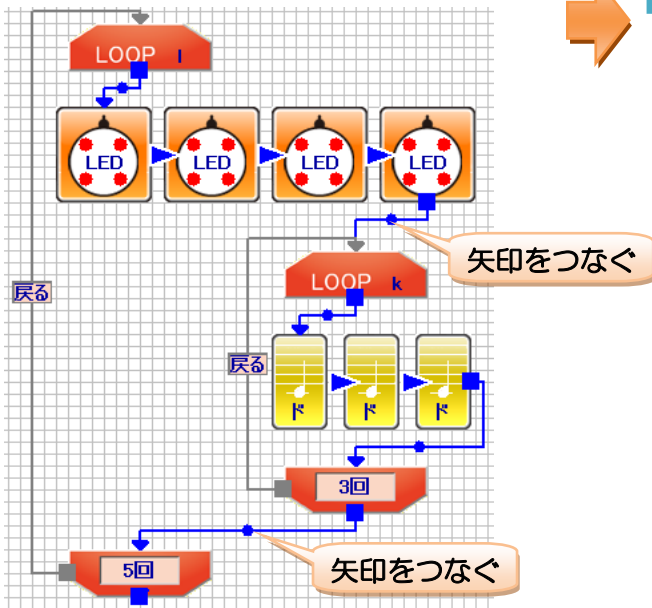 LOOP l
LED LED LED LED
矢印をつなぐ
LOOP k
戻る
戻る
ド ド ド
3回
矢印をつなぐ
5回